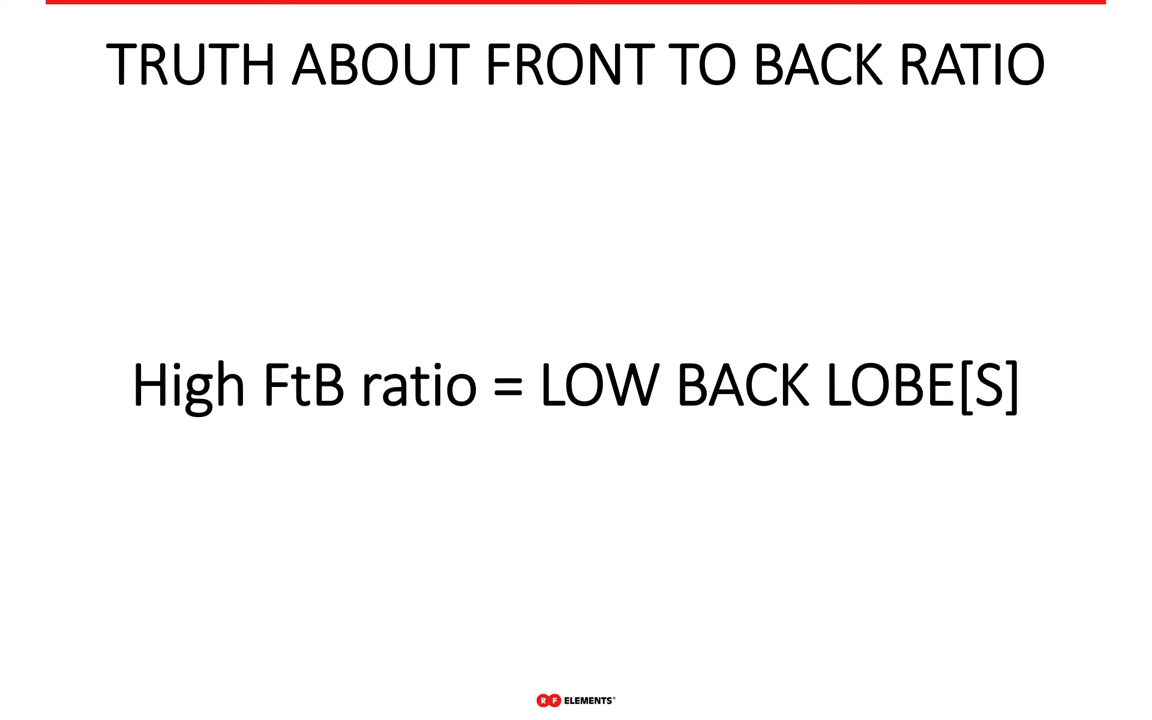 TRUTH ABOUT FRONT TO BACK RATIO
High FtB ratio = LOW BACK LOBE[S]
RF ELEMENTS®